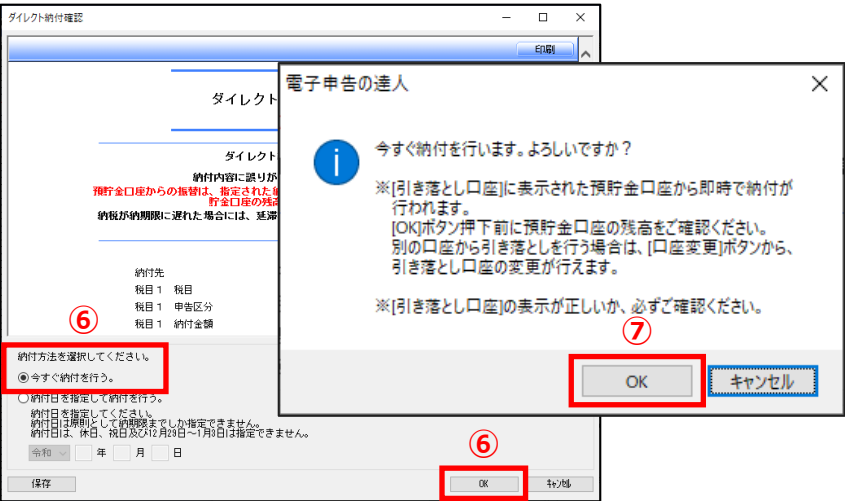 ダイレクト納付確認
印刷
ダイレクト
ダイレクト
納付内容に誤りが
預貯金口座からの振替は、指定された
貯金口座の残
納税が納期限に遅れた場合には、延滞
納付先
税目1 税目
税目1 申告区分
税目1 納付金額
⑥
納付方法を選択してください。
今すぐ納付を行う。
納付日を指定して納付を行う。
納付日を指定してください。
納付日は原則として納期限までしか指定できません。
納付日は、休日、祝日及び12月29日～1月3日は指定できません。
令和 年 月 日
⑥
保存
OK
キャンセル
電子申告の達人
今すぐ納付を行います。よろしいですか？
※[引き落とし口座]に表示された預貯金口座から即時で納付が
行われます。
[OK]ボタン押下前に預貯金口座の残高をご確認ください。
別の口座から引き落としを行う場合は、[口座変更]ボタンから、
引き落とし口座の変更が行えます。
※[引き落とし口座]の表示が正しいか、必ずご確認ください。
⑦
OK
キャンセル